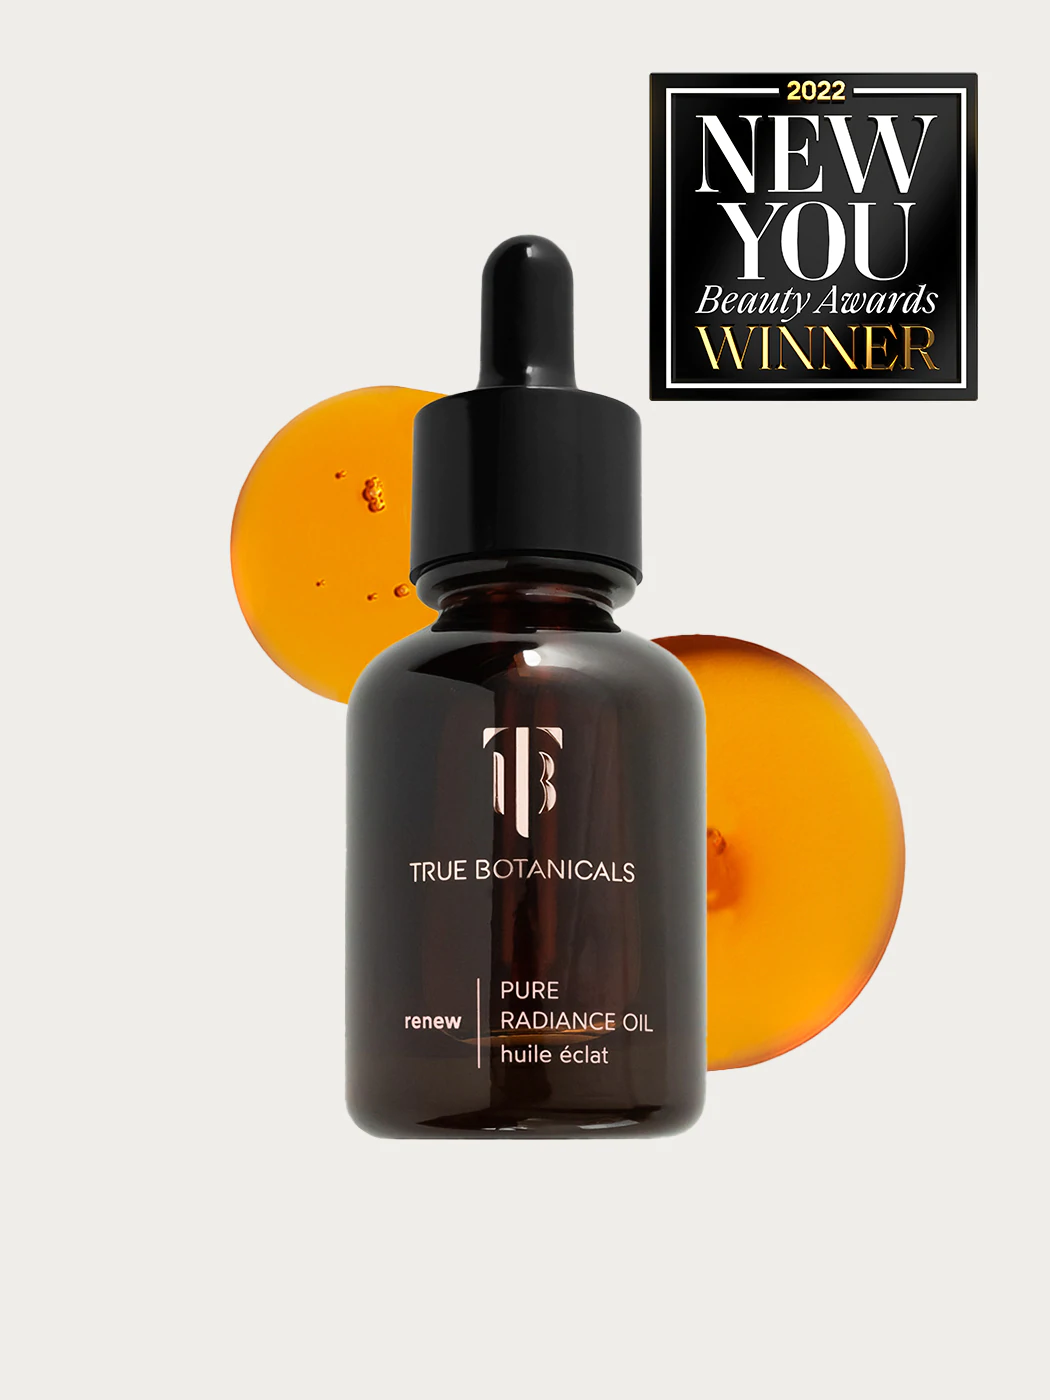 2022
NEW
YOU
Beauty Awards
WINNER
TB
TRUE BOTANICALS
renew
PURE
RADIANCE OIL
huile éclat